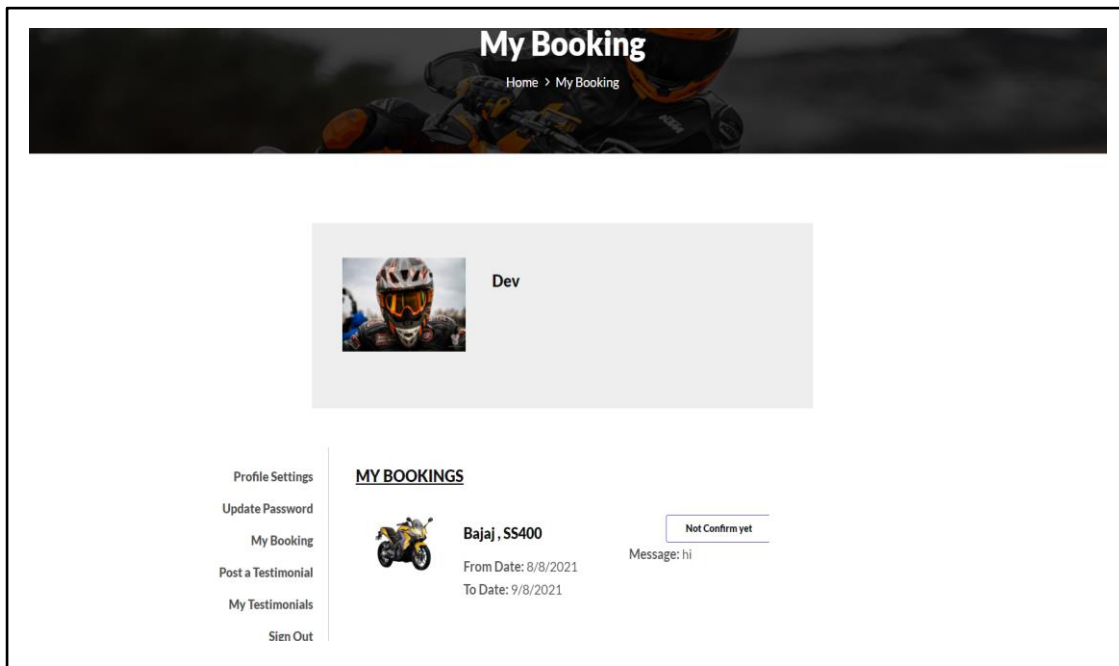 My Booking
Home > My Booking
KTM
Dev
Profile Settings
Update Password
My Booking
Post a Testimonial
My Testimonials
Sign Out
MY BOOKINGS
Bajaj , SS400
From Date: 8/8/2021
To Date: 9/8/2021
Not Confirm yet
Message: hi